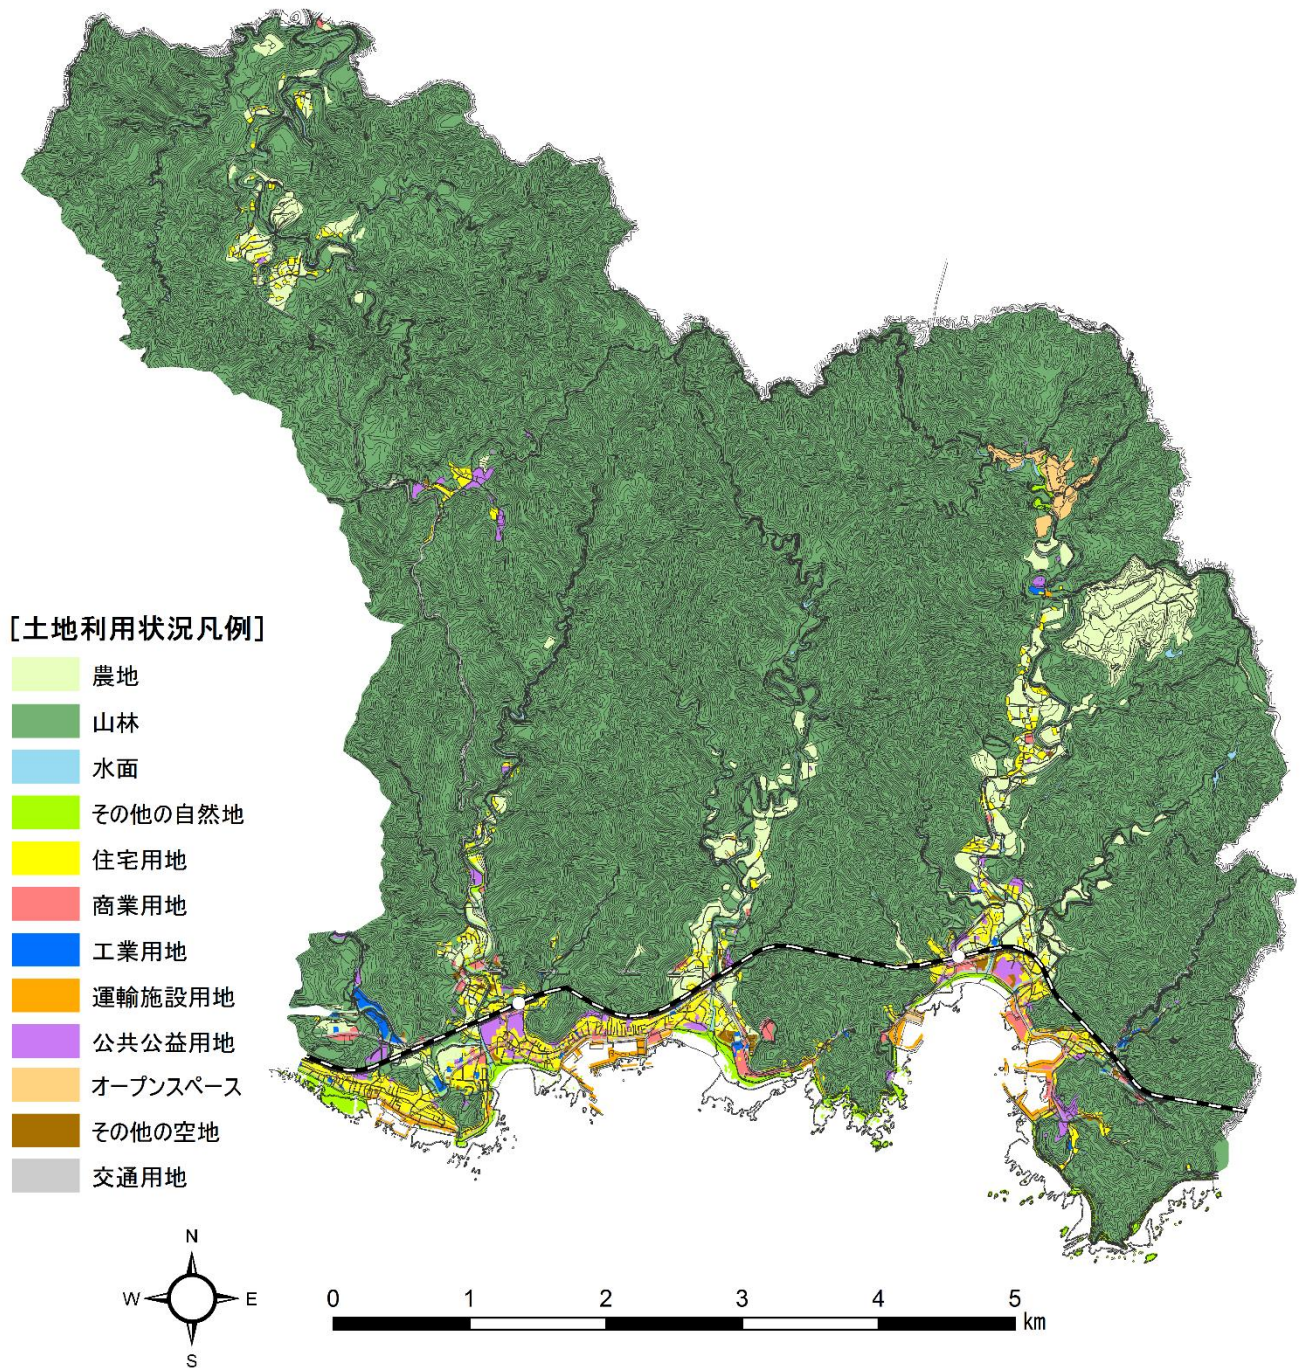 [土地利用状況凡例]
農地
山林
水面
その他の自然地
住宅用地
商業用地
工業用地
運輸施設用地
公共公益用地
オープンスペース
その他の空地
交通用地
N
W E
S
0 1 2 3 4 5
km